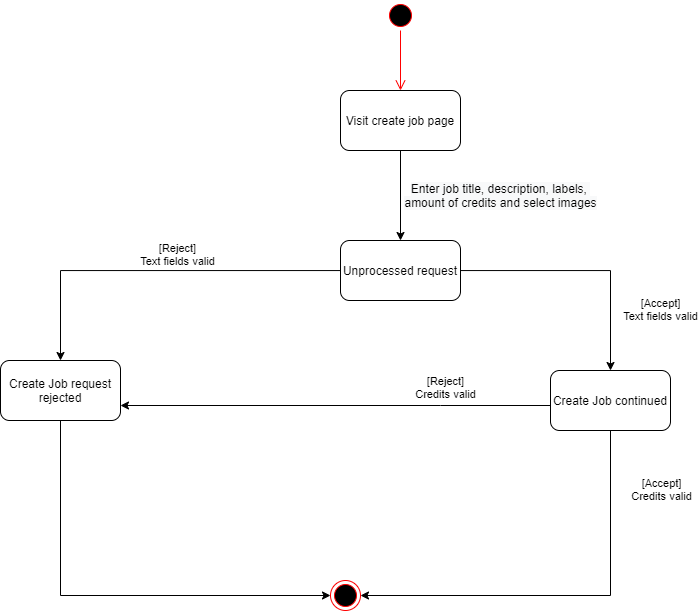 Visit create job page
Enter job title, description, labels,
amount of credits and select images
[Reject]
Text fields valid
Unprocessed request
[Accept]
Text fields valid
Create Job request
rejected
[Reject]
Credits valid
Create Job continued
[Accept]
Credits valid